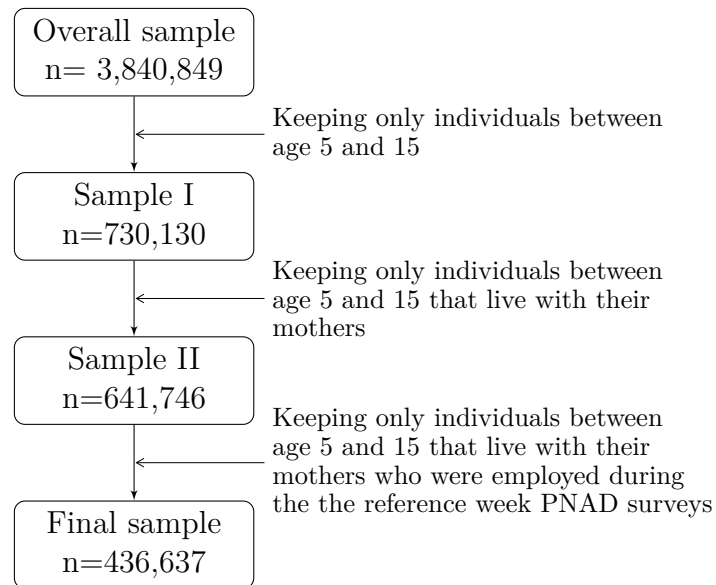 Overall sample
n= 3,840,849
Keeping only individuals between
age 5 and 15
Sample I
n=730,130
Keeping only individuals between
age 5 and 15 that live with their
mothers
Sample II
n=641,746
Keeping only individuals between
age 5 and 15 that live with their
mothers who were employed during
the the reference week PNAD surveys
Final sample
n=436,637